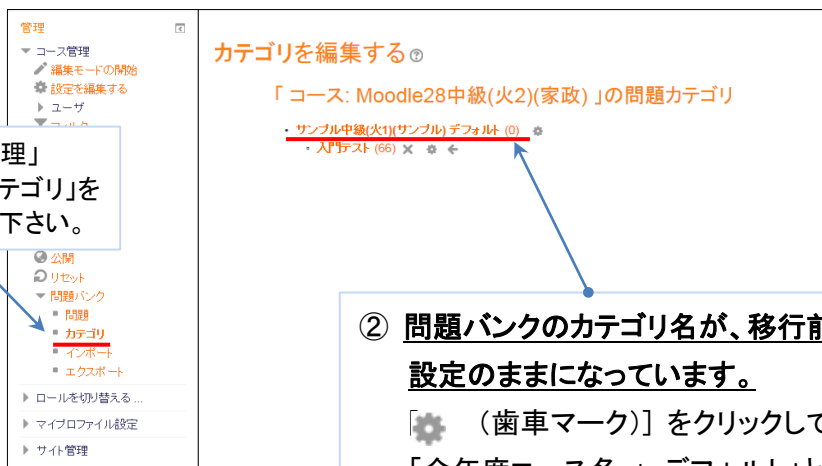 管理
コース管理
編集モードの開始
設定を編集する
ユーザ
理」
テゴリ」を
下さい。
公開
リセット
問題バンク
問題
カテゴリ
インポート
エクスポート
ロールを切り替える ...
マイプロファイル設定
サイト管理
カテゴリを編集する
「 コース: Moodle28中級(火2)(家政) 」の問題カテゴリ
サンプル中級(火1)(サンプル) デフォルト (0)
入門テスト (66)
② 問題バンクのカテゴリ名が、移行前
設定のままになっています。
「 (歯車マーク)] をクリックして